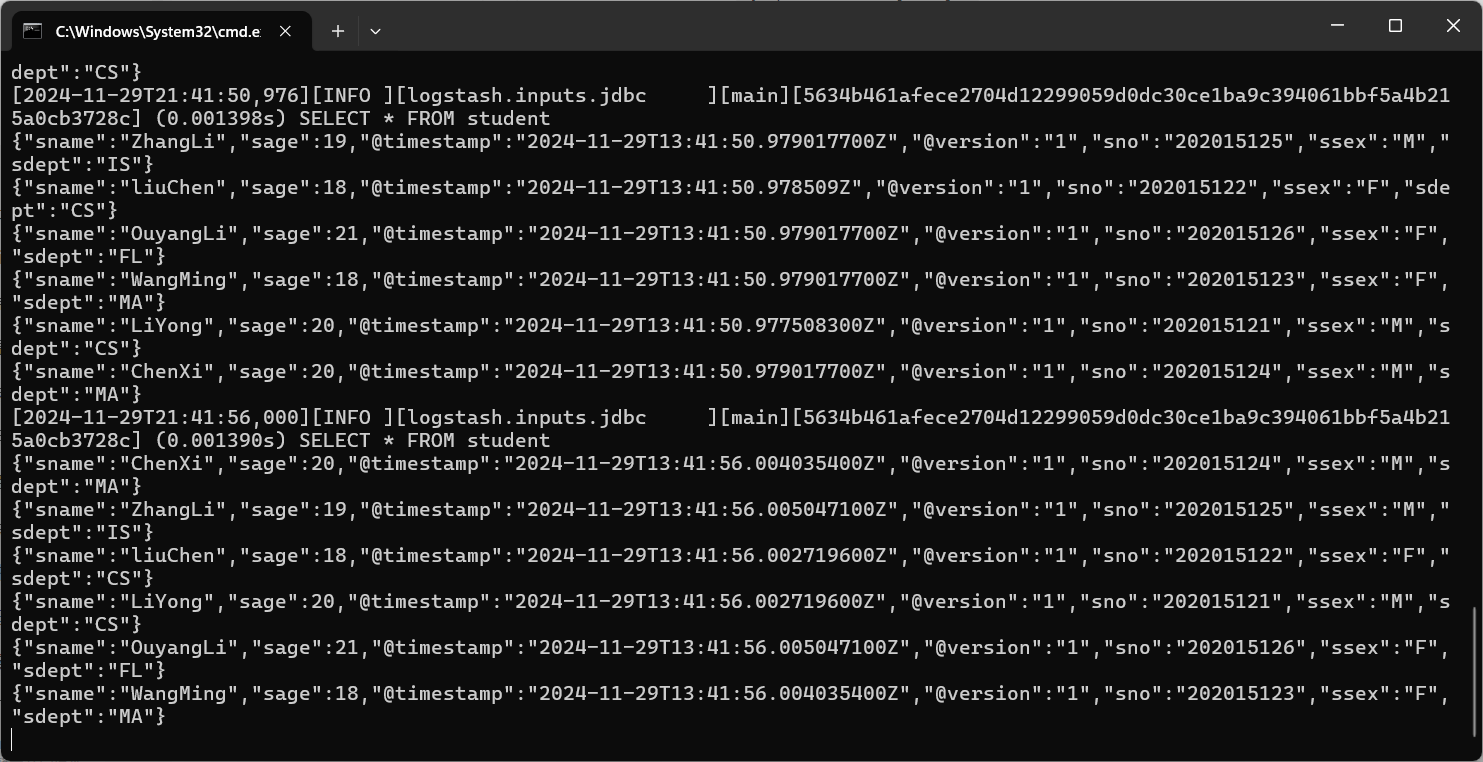 C:\Windows\System32\cmd.e
dept":"CS"}
[2024-11-29T21:41:50,976][INFO ][logstash.inputs.jdbc     ][main][5634b461afece2704d12299059d0dc30ce1ba9c394061bbf5a4b21
5a0cb3728c] (0.001398s) SELECT * FROM student
{"sname":"ZhangLi","sage":19,"@timestamp":"2024-11-29T13:41:50.979017700Z","@version":"1","sno":"202015125","ssex":"M","
sdept":"IS"}
{"sname":"liuChen","sage":18,"@timestamp":"2024-11-29T13:41:50.978509Z","@version":"1","sno":"202015122","ssex":"F","sde
pt":"CS"}
{"sname":"OuyangLi","sage":21,"@timestamp":"2024-11-29T13:41:50.979017700Z","@version":"1","sno":"202015126","ssex":"F",
"sdept":"FL"}
{"sname":"WangMing","sage":18,"@timestamp":"2024-11-29T13:41:50.979017700Z","@version":"1","sno":"202015123","ssex":"F",
"sdept":"MA"}
{"sname":"LiYong","sage":20,"@timestamp":"2024-11-29T13:41:50.977508300Z","@version":"1","sno":"202015121","ssex":"M","s
dept":"CS"}
{"sname":"ChenXi","sage":20,"@timestamp":"2024-11-29T13:41:50.979017700Z","@version":"1","sno":"202015124","ssex":"M","s
dept":"MA"}
[2024-11-29T21:41:56,000][INFO ][logstash.inputs.jdbc     ][main][5634b461afece2704d12299059d0dc30ce1ba9c394061bbf5a4b21
5a0cb3728c] (0.001390s) SELECT * FROM student
{"sname":"ChenXi","sage":20,"@timestamp":"2024-11-29T13:41:56.004035400Z","@version":"1","sno":"202015124","ssex":"M","s
dept":"MA"}
{"sname":"ZhangLi","sage":19,"@timestamp":"2024-11-29T13:41:56.005047100Z","@version":"1","sno":"202015125","ssex":"M","
sdept":"IS"}
{"sname":"liuChen","sage":18,"@timestamp":"2024-11-29T13:41:56.002719600Z","@version":"1","sno":"202015122","ssex":"F","
sdept":"CS"}
{"sname":"LiYong","sage":20,"@timestamp":"2024-11-29T13:41:56.002719600Z","@version":"1","sno":"202015121","ssex":"M","s
dept":"CS"}
{"sname":"OuyangLi","sage":21,"@timestamp":"2024-11-29T13:41:56.005047100Z","@version":"1","sno":"202015126","ssex":"F",
"sdept":"FL"}
{"sname":"WangMing","sage":18,"@timestamp":"2024-11-29T13:41:56.004035400Z","@version":"1","sno":"202015123","ssex":"F",
"sdept":"MA"}